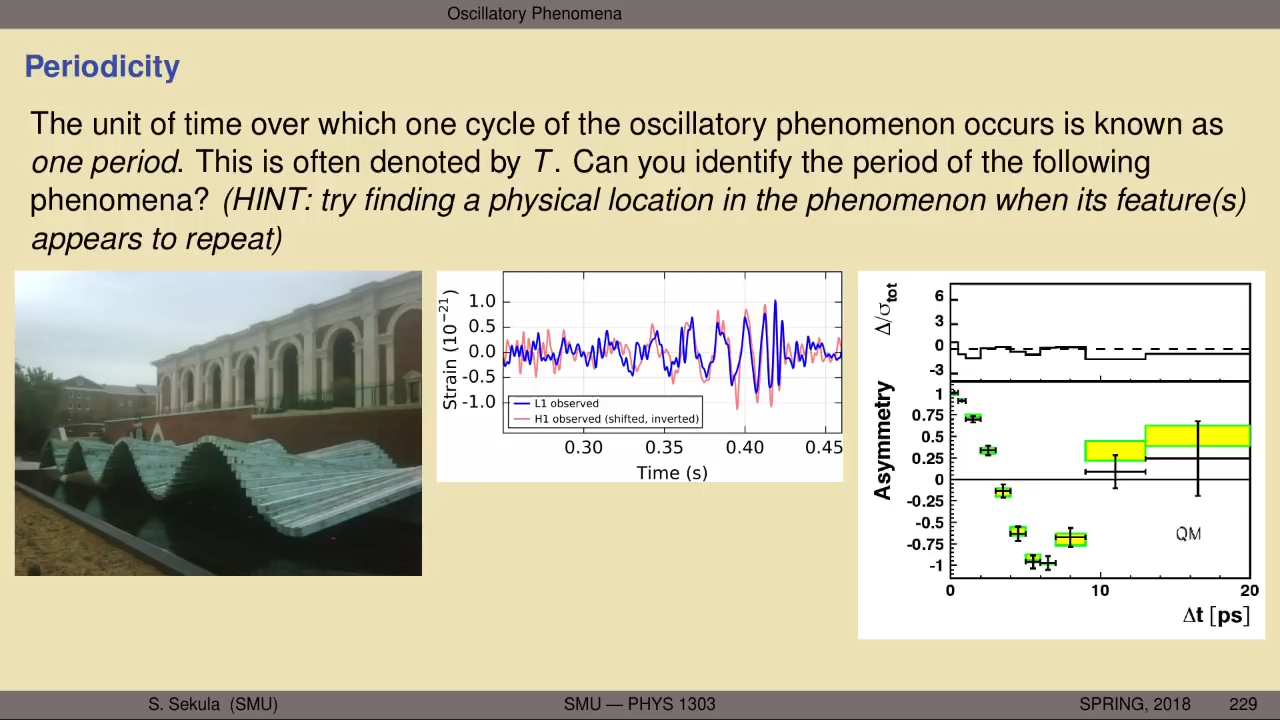 Oscillatory Phenomena
Periodicity
The unit of time over which one cycle of the oscillatory phenomenon occurs is known as
one period. This is often denoted by T. Can you identify the period of the following
phenomena? (HINT: try finding a physical location in the phenomenon when its feature(s)
appears to repeat)
Strain (10⁻²¹)
1.0
0.5
0.0
-0.5
-1.0
L1 observed
H1 observed (shifted, inverted)
0.30 0.35 0.40 0.45
Time (s)
Δ/σtot
6
3
0
-3
Asymmetry
1
0.75
0.5
0.25
0
-0.25
-0.5
-0.75
-1
QM
0 10 20
Δt [ps]
S. Sekula (SMU) SMU — PHYS 1303 SPRING, 2018 229